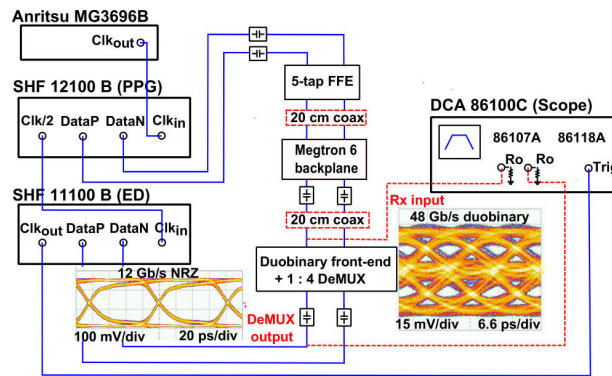 Anritsu MG3696B
Clkout
SHF 12100 B (PPG)
Clk/2 DataP DataN Clkin
SHF 11100 B (ED)
Clkout DataP DataN Clkin
12 Gb/s NRZ
100 mV/div 20 ps/div
DeMUX
output
5-tap FFE
20 cm coax
Megtron 6
backplane
20 cm coax
Duobinary front-end
+ 1 : 4 DeMUX
Rx input
DCA 86100C (Scope)
86107A 86118A
Ro Ro
Trig
48 Gb/s duobinary
15 mV/div 6.6 ps/div